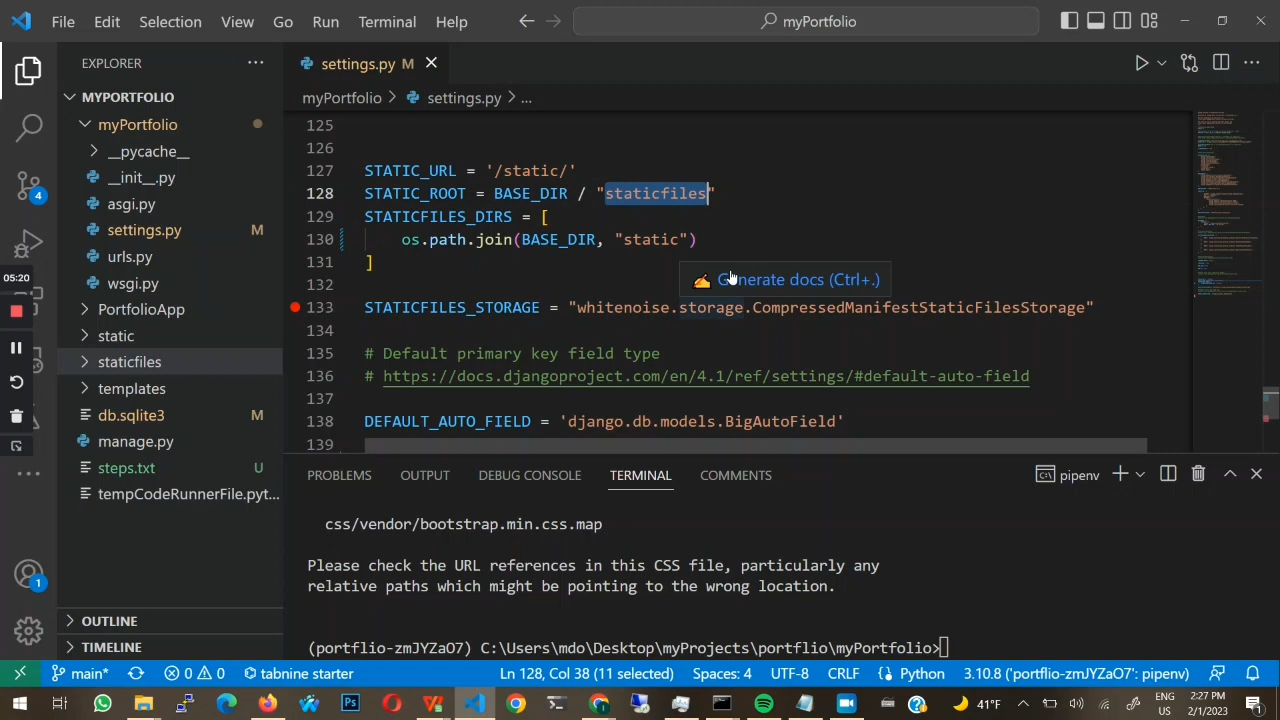 File Edit Selection View Go Run Terminal Help
myPortfolio
EXPLORER
settings.py M
MYPORTFOLIO
myPortfolio > settings.py > ...
myPortfolio
__pycache__
__init__.py
asgi.py
settings.py M
urls.py
wsgi.py
PortfolioApp
static
staticfiles
templates
db.sqlite3 M
manage.py
steps.txt U
tempCodeRunnerFile.pyt...
OUTLINE
TIMELINE
4
05:20
1
125
126
127 STATIC_URL = '/static/'
128 STATIC_ROOT = BASE_DIR / "staticfiles"
129 STATICFILES_DIRS = [
130 os.path.join(BASE_DIR, "static")
131 ]
132
Generate docs (Ctrl+.)
133 STATICFILES_STORAGE = "whitenoise.storage.CompressedManifestStaticFilesStorage"
134
135 # Default primary key field type
136 # https://docs.djangoproject.com/en/4.1/ref/settings/#default-auto-field
137
138 DEFAULT_AUTO_FIELD = 'django.db.models.BigAutoField'
139
PROBLEMS OUTPUT DEBUG CONSOLE TERMINAL COMMENTS
pipenv
css/vendor/bootstrap.min.css.map
Please check the URL references in this CSS file, particularly any
relative paths which might be pointing to the wrong location.
(portflio-zmJYZaO7) C:\Users\mdo\Desktop\myProjects\portflio\myPortfolio>
main* 0 0 tabnine starter Ln 128, Col 38 (11 selected) Spaces: 4 UTF-8 CRLF Python 3.10.8 ('portflio-zmJYZaO7': pipenv)
Ps
41°F
ENG
2:27 PM
2/1/2023
1